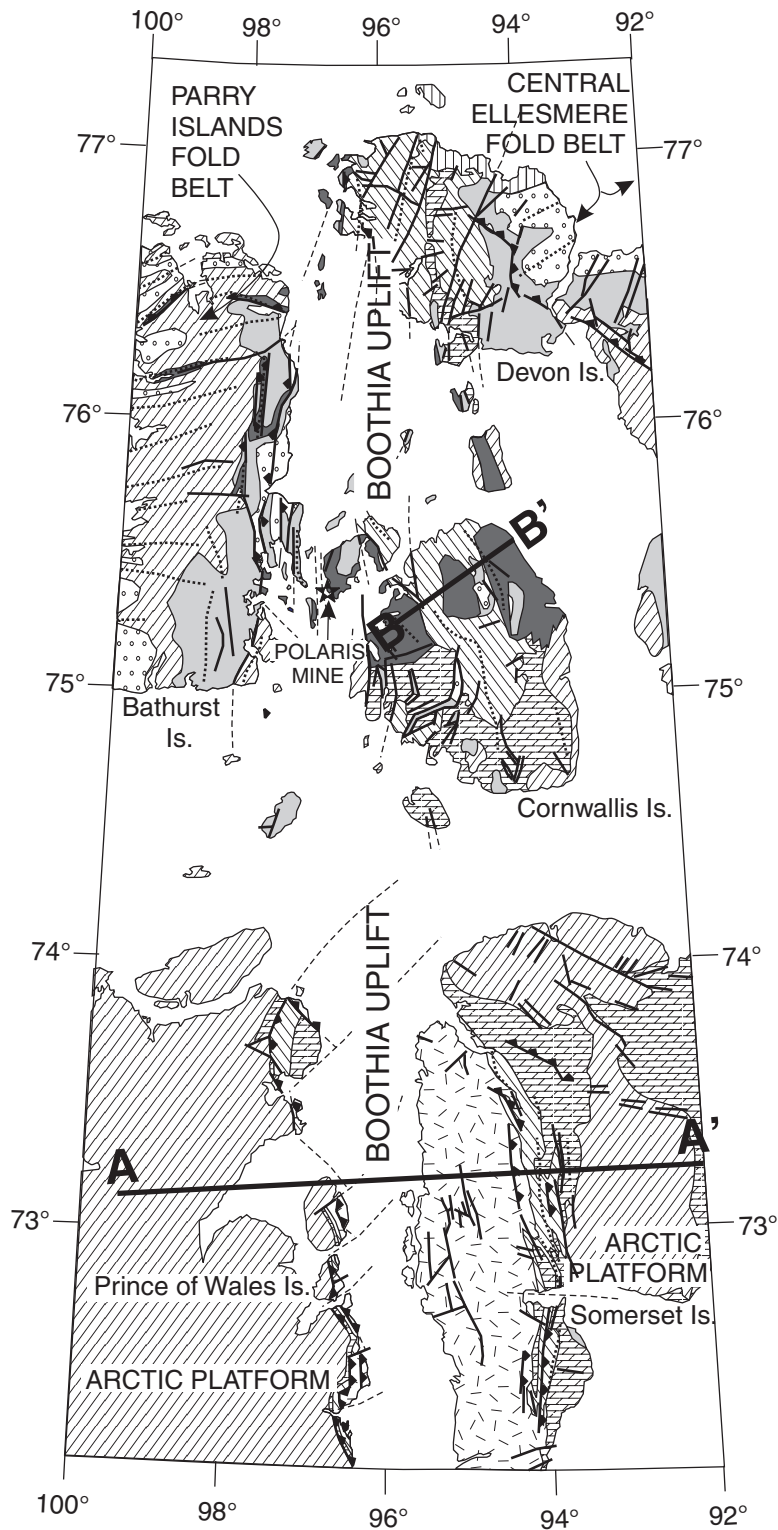 100°
98°
96°
94°
92°
PARRY
ISLANDS
FOLD
BELT
CENTRAL
ELLESMERE
FOLD BELT
77°
77°
BOOTHIA UPLIFT
Devon Is.
76°
76°
B'
B
POLARIS
MINE
75°
75°
Bathurst
Is.
Cornwallis Is.
74°
74°
BOOTHIA UPLIFT
A
A'
73°
73°
ARCTIC
PLATFORM
Prince of Wales Is.
Somerset Is.
ARCTIC PLATFORM
100°
98°
96°
94°
92°